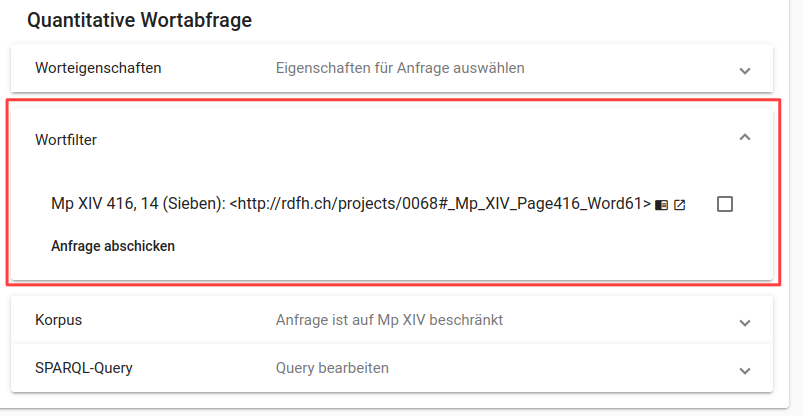 Quantitative Wortabfrage
Worteigenschaften Eigenschaften für Anfrage auswählen
Wortfilter
Mp XIV 416, 14 (Sieben): <http://rdfh.ch/projects/0068#_Mp_XIV_Page416_Word61>
Anfrage abschicken
Korpus Anfrage ist auf Mp XIV beschränkt
SPARQL-Query Query bearbeiten